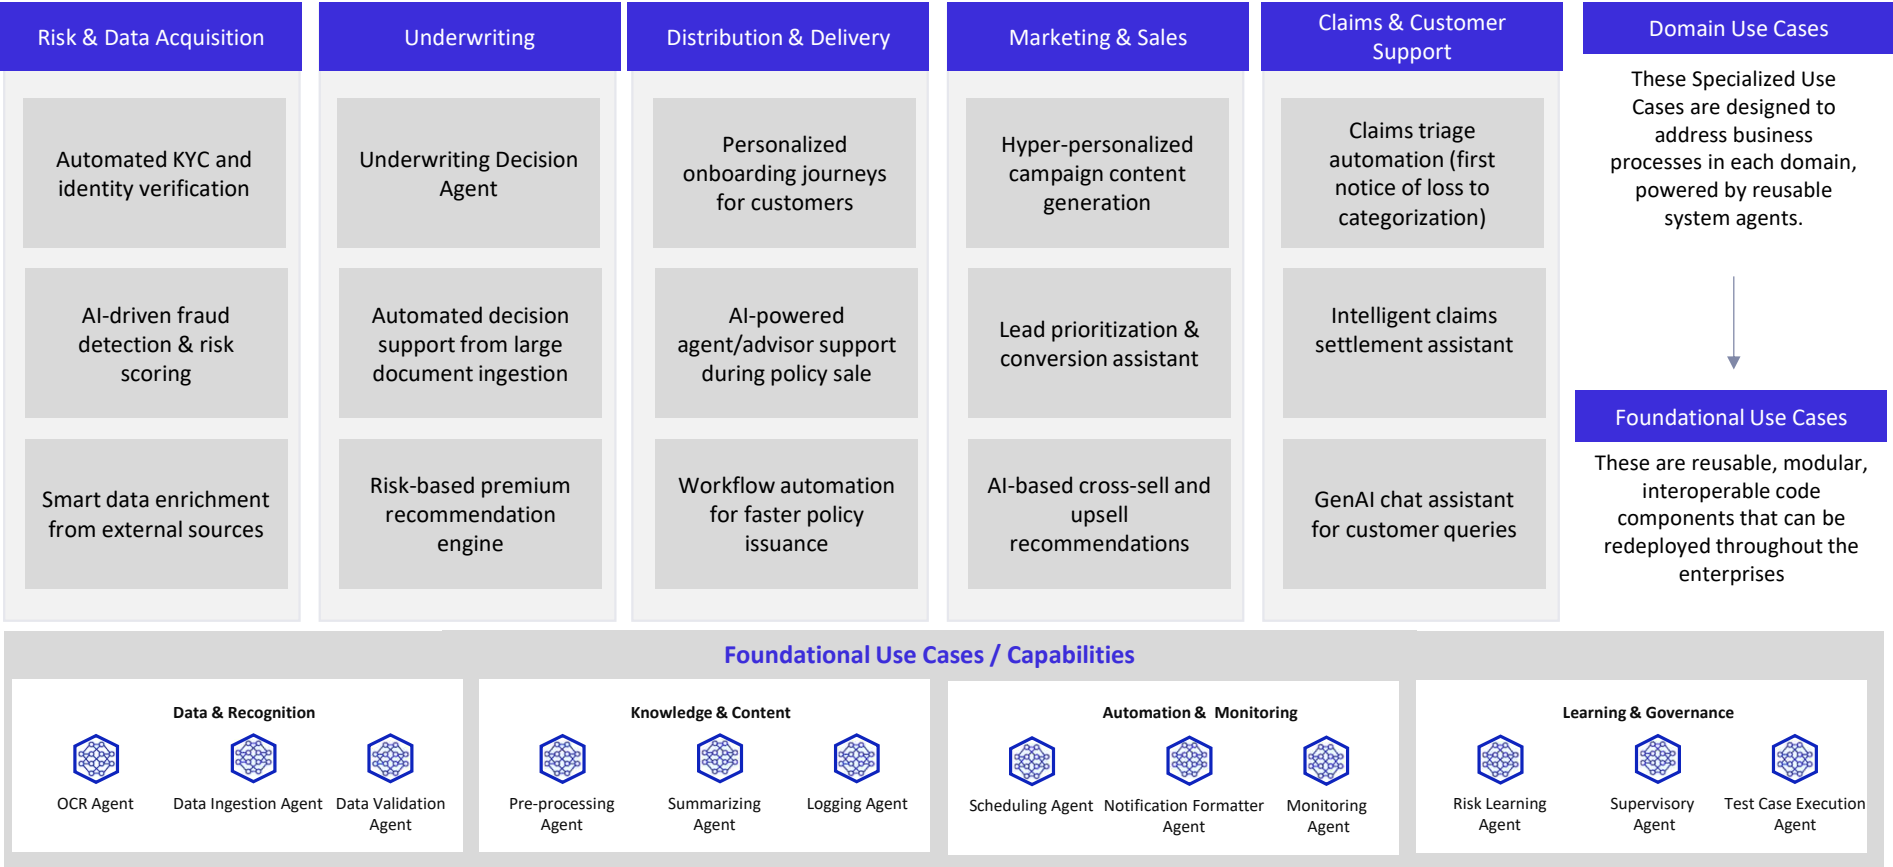 Risk & Data Acquisition
Automated KYC and
identity verification
AI-driven fraud
detection & risk
scoring
Smart data enrichment
from external sources
Underwriting
Underwriting Decision
Agent
Automated decision
support from large
document ingestion
Risk-based premium
recommendation
engine
Distribution & Delivery
Personalized
onboarding journeys
for customers
AI-powered
agent/advisor support
during policy sale
Workflow automation
for faster policy
issuance
Marketing & Sales
Hyper-personalized
campaign content
generation
Lead prioritization &
conversion assistant
AI-based cross-sell and
upsell
recommendations
Claims & Customer
Support
Claims triage
automation (first
notice of loss to
categorization)
Intelligent claims
settlement assistant
GenAI chat assistant
for customer queries
Domain Use Cases
These Specialized Use
Cases are designed to
address business
processes in each domain,
powered by reusable
system agents.
Foundational Use Cases
These are reusable, modular,
interoperable code
components that can be
redeployed throughout the
enterprises
Foundational Use Cases / Capabilities
Data & Recognition
OCR Agent
Data Ingestion Agent
Data Validation
Agent
Knowledge & Content
Pre-processing
Agent
Summarizing
Agent
Logging Agent
Automation & Monitoring
Scheduling Agent
Notification Formatter
Agent
Monitoring
Agent
Learning & Governance
Risk Learning
Agent
Supervisory
Agent
Test Case Execution
Agent